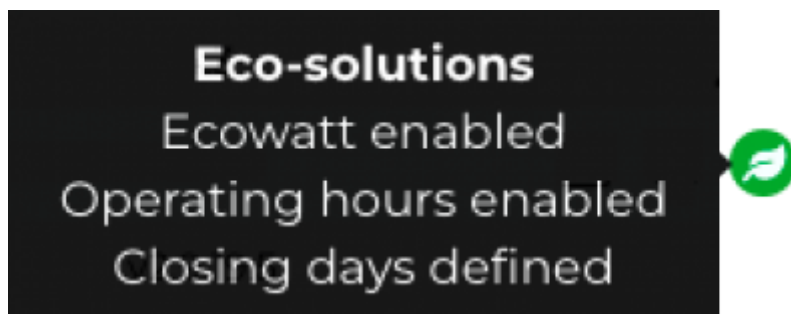 Eco-solutions
Ecowatt enabled
Operating hours enabled
Closing days defined